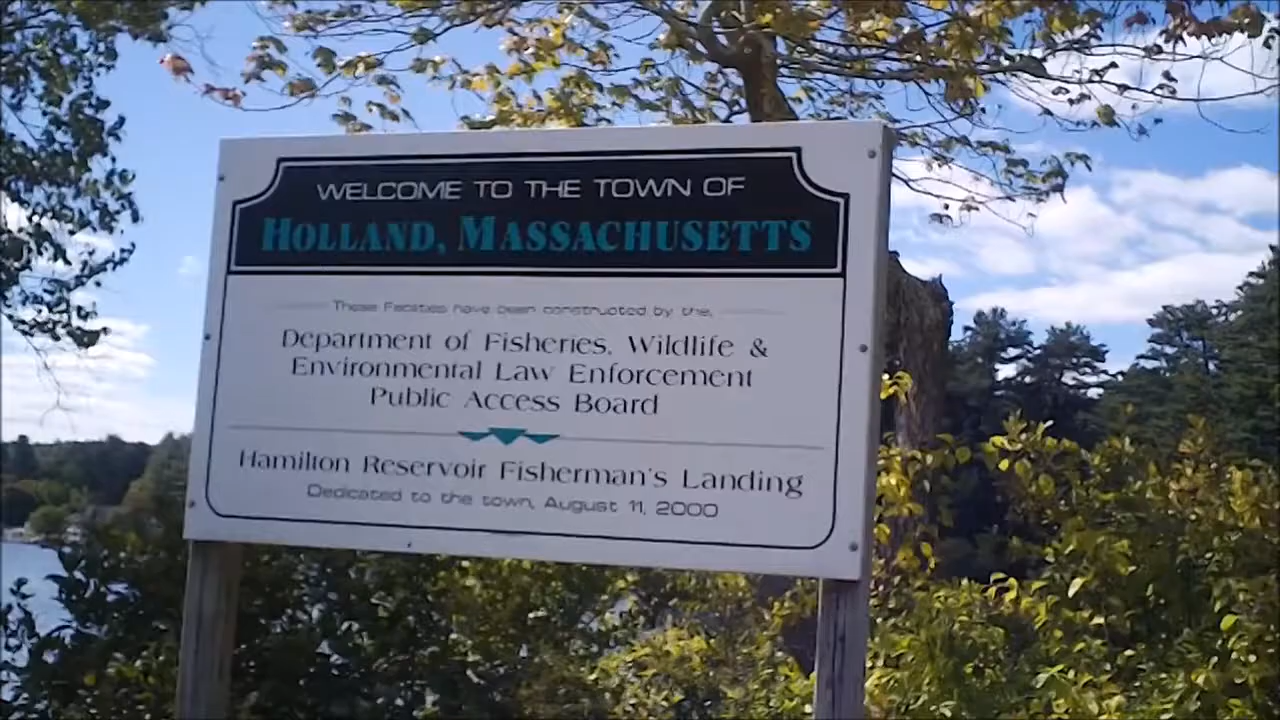 WELCOME TO THE TOWN OF
HOLLAND, MASSACHUSETTS
These Facilities have been constructed by the,
Department of Fisheries, Wildlife &
Environmental Law Enforcement
Public Access Board
Hamilton Reservoir Fisherman's Landing
Dedicated to the town, August 11, 2000